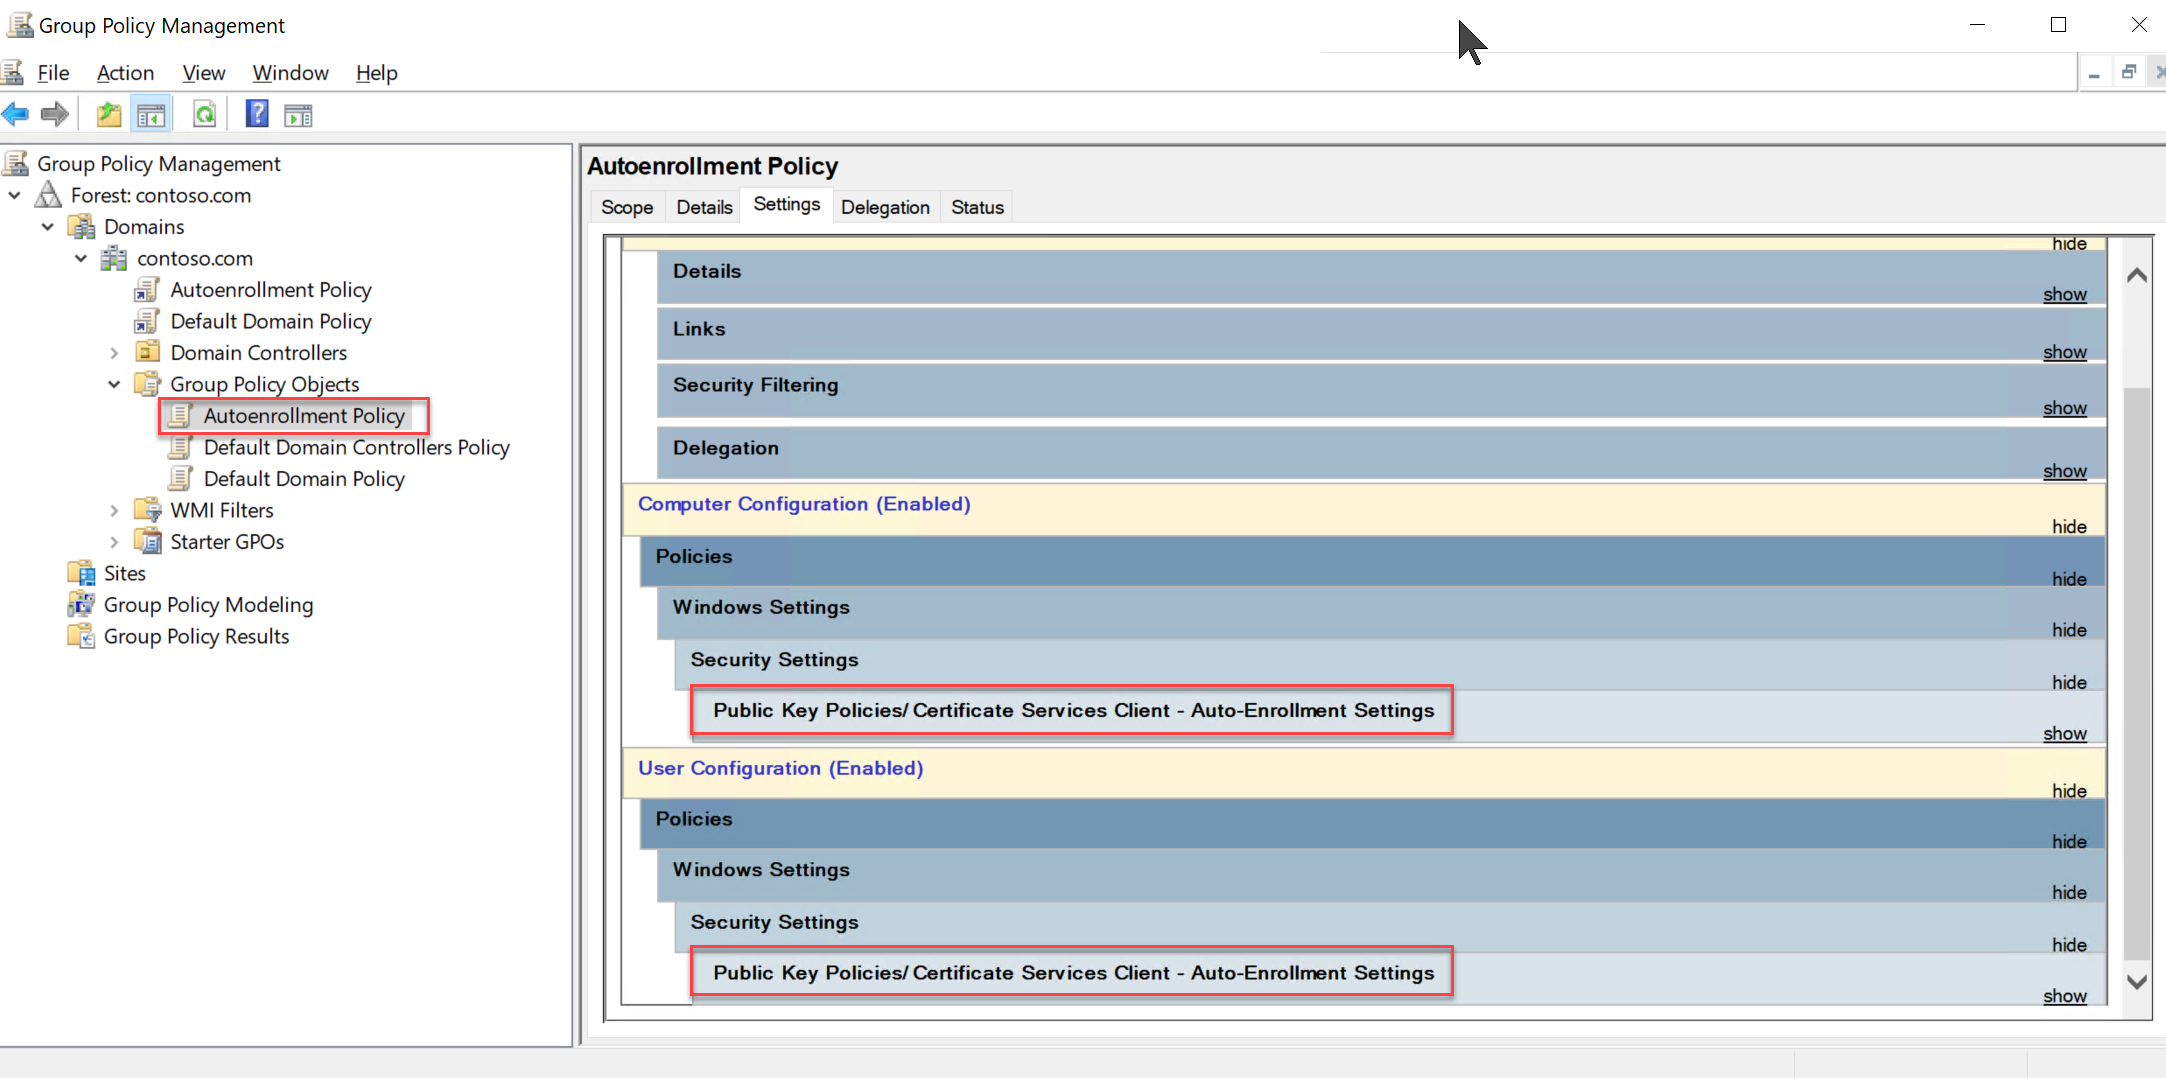 Group Policy Management
File Action View Window Help
Group Policy Management
Forest: contoso.com
Domains
contoso.com
Autoenrollment Policy
Default Domain Policy
Domain Controllers
Group Policy Objects
Autoenrollment Policy
Default Domain Controllers Policy
Default Domain Policy
WMI Filters
Starter GPOs
Sites
Group Policy Modeling
Group Policy Results
Autoenrollment Policy
Scope Details Settings Delegation Status
hide
Details
show
Links
show
Security Filtering
show
Delegation
show
Computer Configuration (Enabled)
hide
Policies
hide
Windows Settings
hide
Security Settings
hide
Public Key Policies/Certificate Services Client - Auto-Enrollment Settings
show
User Configuration (Enabled)
hide
Policies
hide
Windows Settings
hide
Security Settings
hide
Public Key Policies/Certificate Services Client - Auto-Enrollment Settings
show